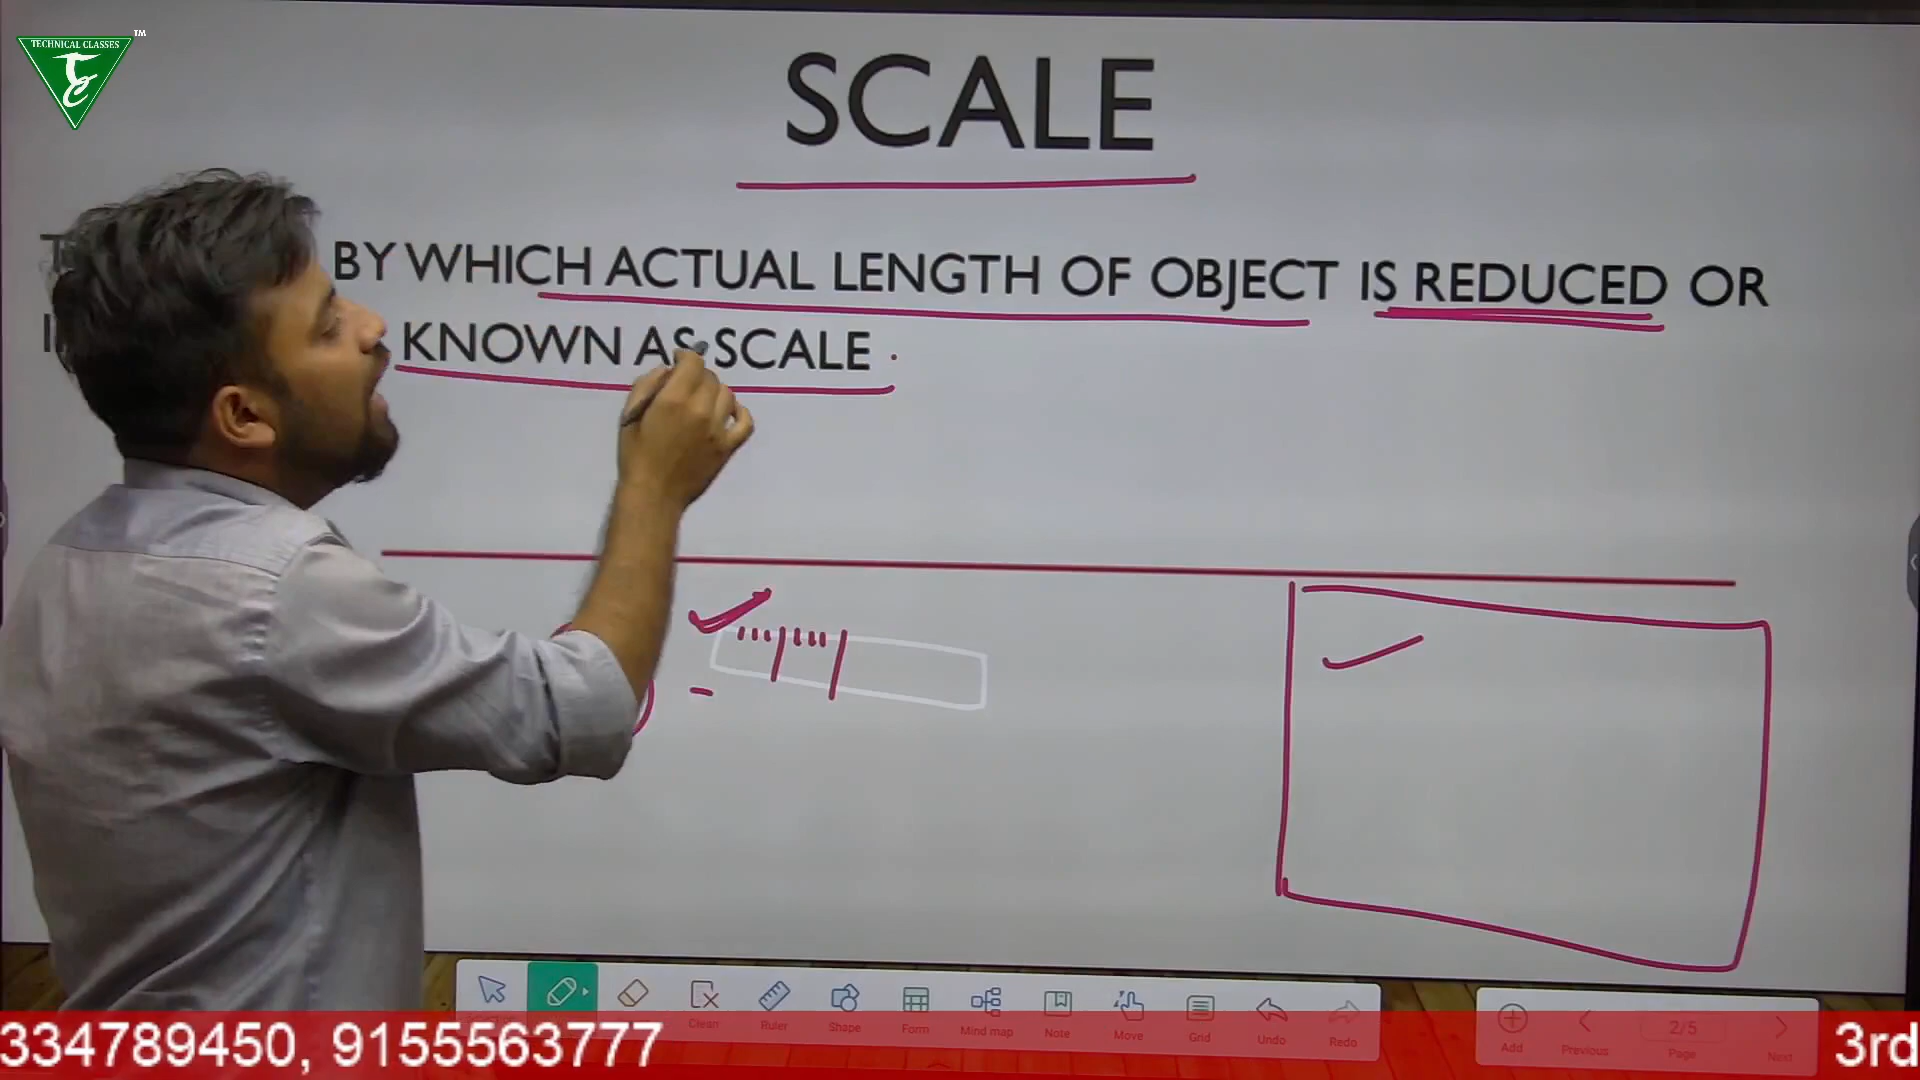 TECHNICAL CLASSES
TM
TC
SCALE
BY WHICH ACTUAL LENGTH OF OBJECT IS REDUCED OR
KNOWN AS SCALE
Clean
Ruler
Shape
Form
Mind map
Note
Move
Grid
Undo
Redo
Add
Previous
2/5
Page
Next
334789450, 9155563777
3rd